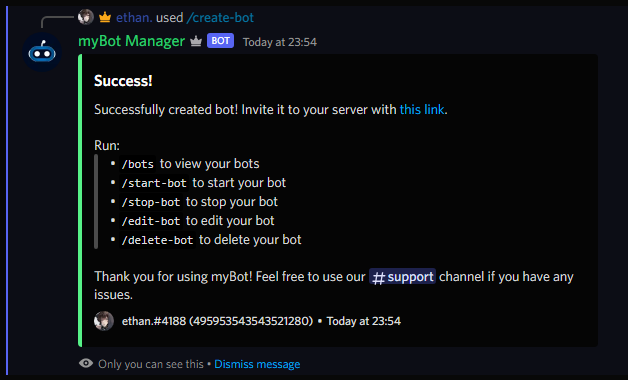 ethan. used /create-bot
myBot Manager BOT Today at 23:54
Success!
Successfully created bot! Invite it to your server with this link.
Run:
• /bots to view your bots
• /start-bot to start your bot
• /stop-bot to stop your bot
• /edit-bot to edit your bot
• /delete-bot to delete your bot
Thank you for using myBot! Feel free to use our #support channel if you have any
issues.
ethan.#4188 (495953543543521280) • Today at 23:54
Only you can see this • Dismiss message